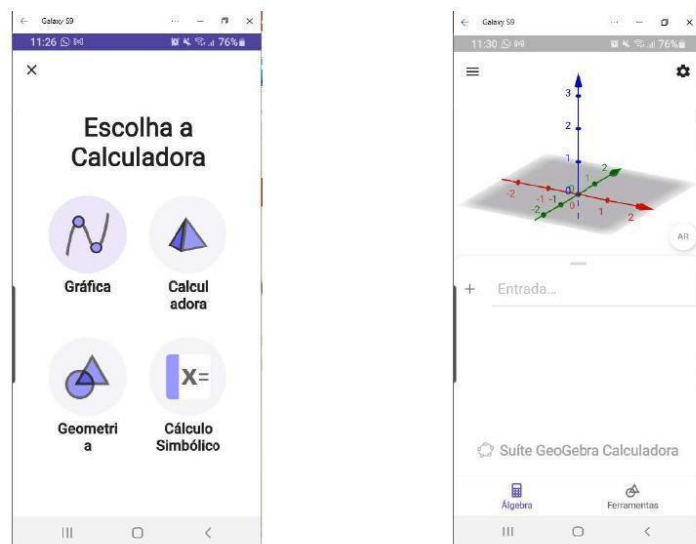 Galaxy S9
11:26
76%
Escolha a
Calculadora
Gráfica
Calcul
adora
Geometri
a
X=
Cálculo
Simbólico
Galaxy S9
11:30
76%
3
2
1
0
2
1
-2
-1
-1
0
-2
1
2
AR
+ Entrada...
Suíte GeoGebra Calculadora
Álgebra
Ferramentas